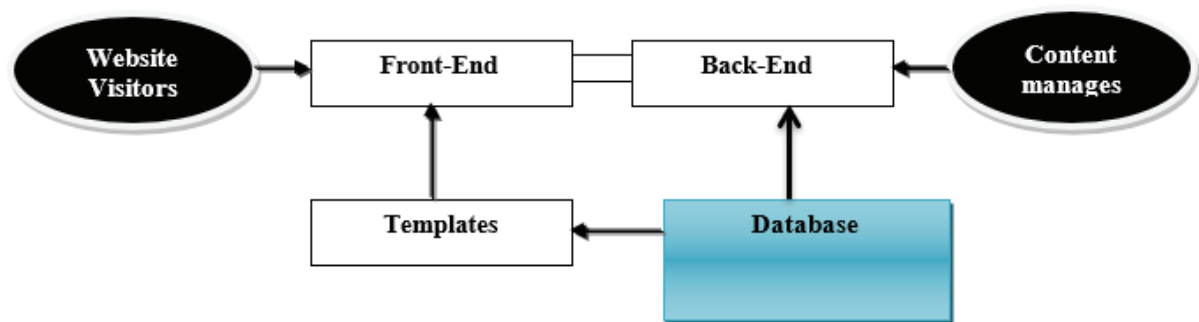 Website
Visitors
Front-End
Back-End
Content
manages
Templates
Database